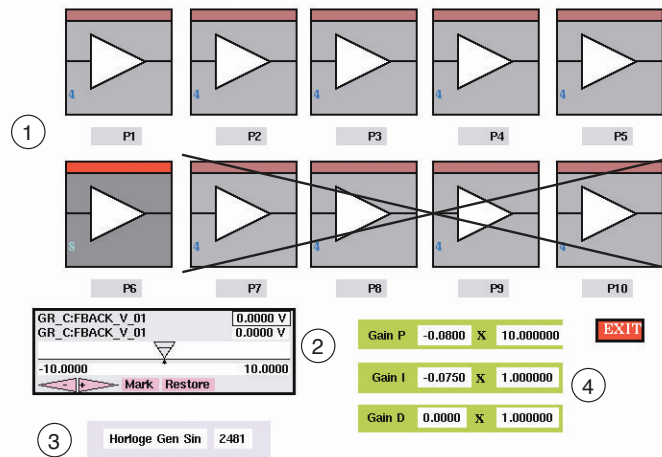 4 4 4 4 4
1
P1 P2 P3 P4 P5
8 4 4 4 4
P6 P7 P8 P9 P10
GR_C:FBACK_V_01 0.0000 V
GR_C:FBACK_V_01 0.0000 V
-10.0000 10.0000
- + Mark Restore
2
Gain P -0.0800 X 10.000000
EXIT
Gain I -0.0750 X 1.000000
4
Gain D 0.0000 X 1.000000
3
Horloge Gen Sin 2481